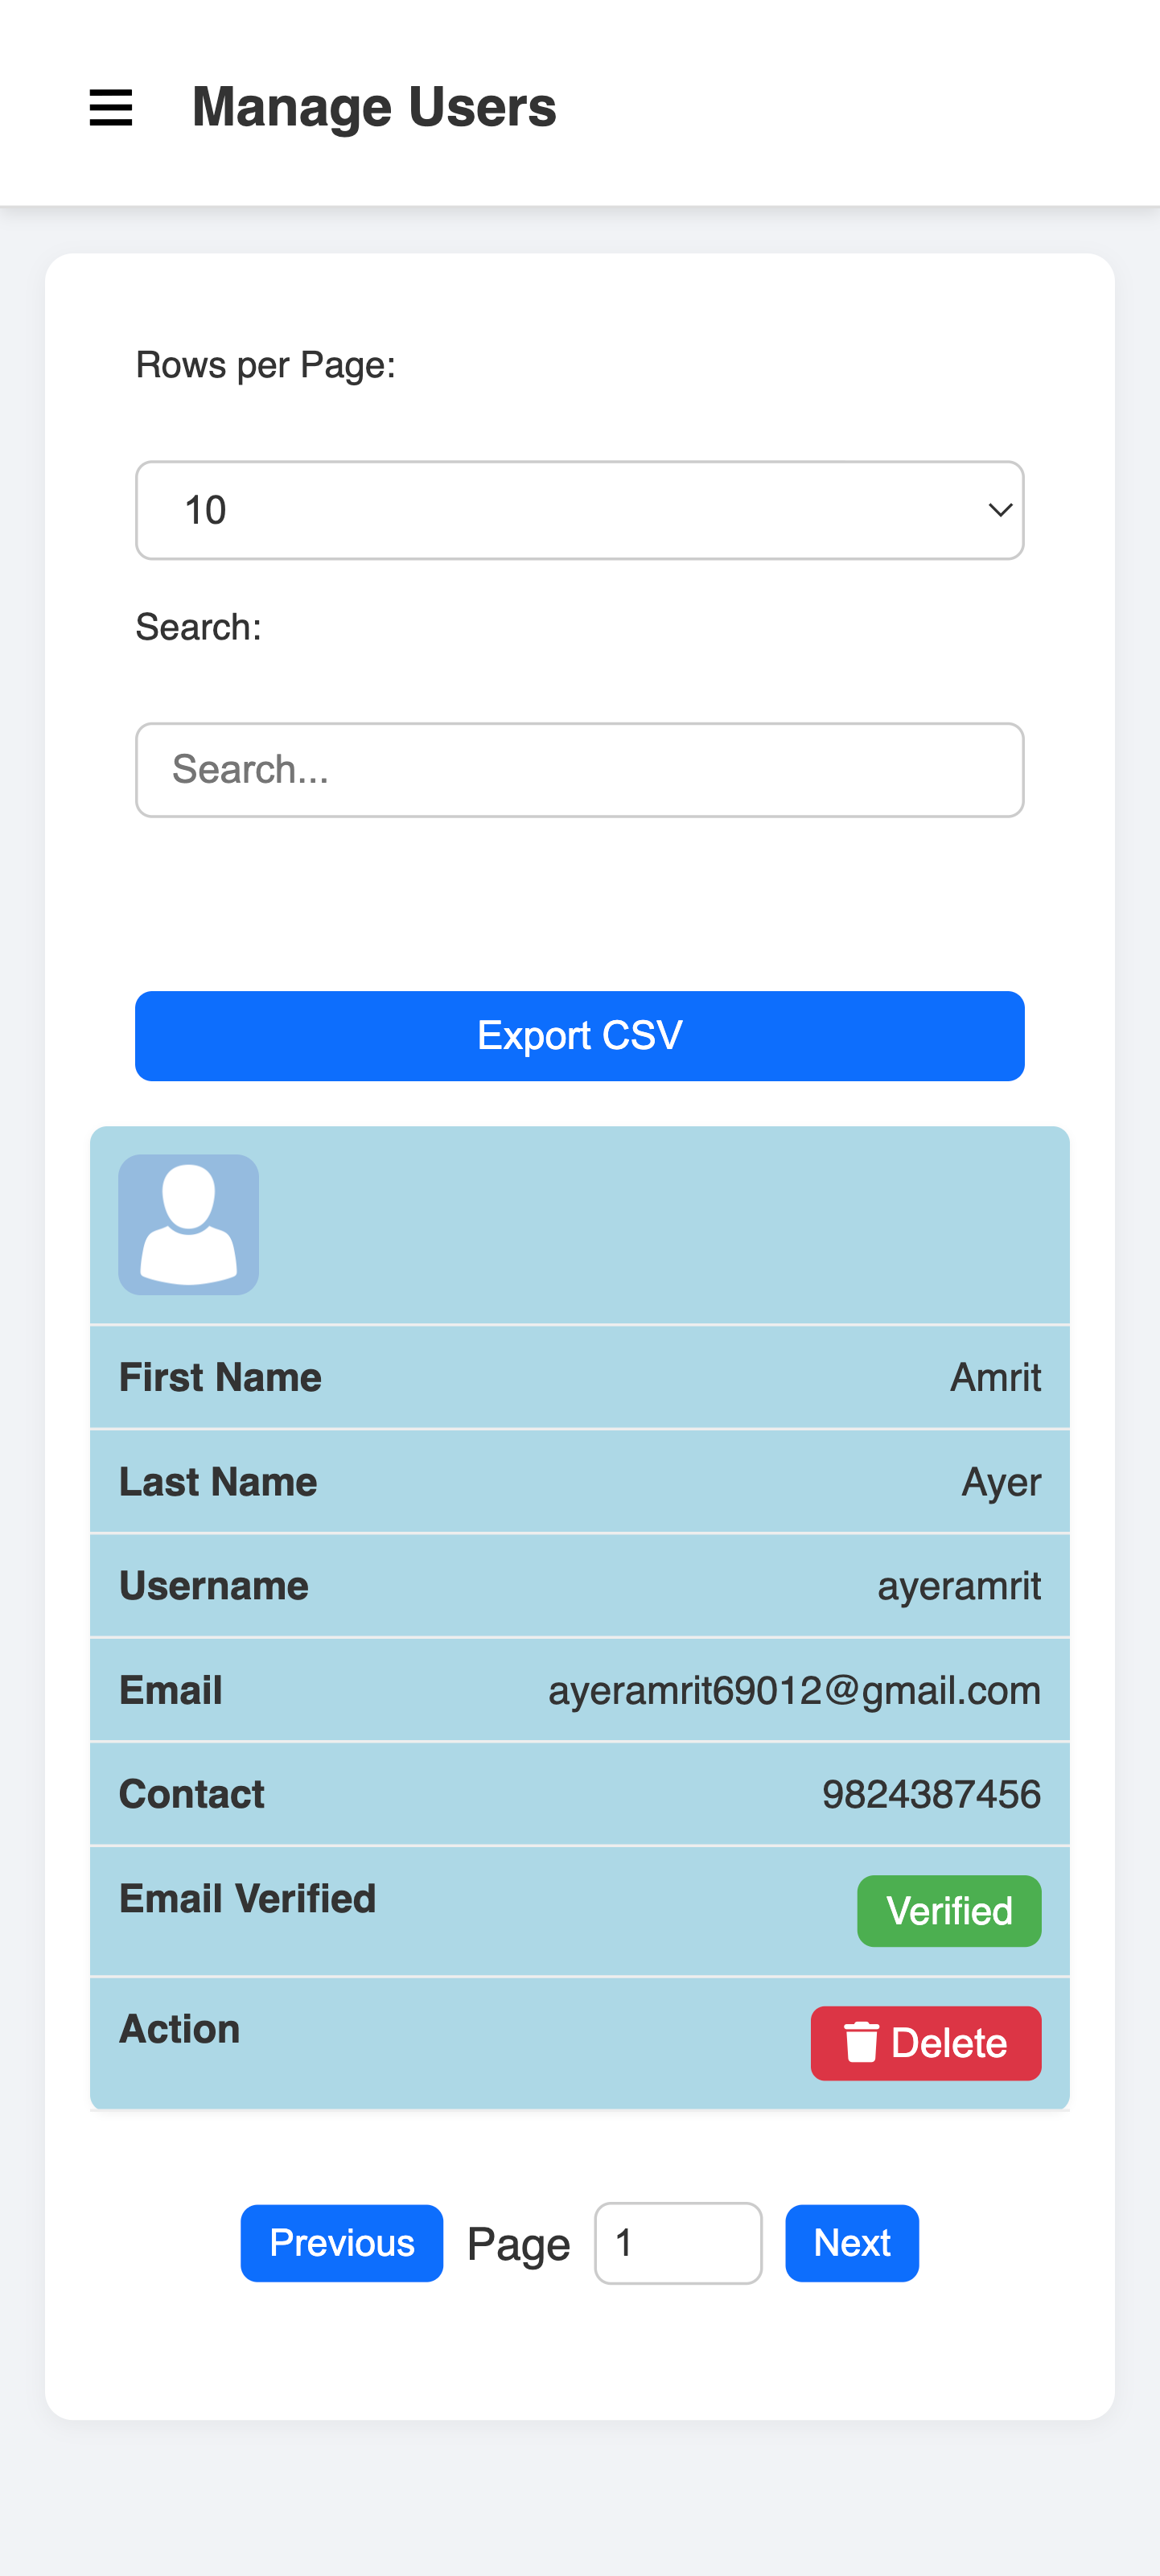 Manage Users
Rows per Page:
10
Search:
Search...
Export CSV
First Name Amrit
Last Name Ayer
Username ayeramrit
Email ayeramrit69012@gmail.com
Contact 9824387456
Email Verified Verified
Action Delete
Previous Page 1 Next